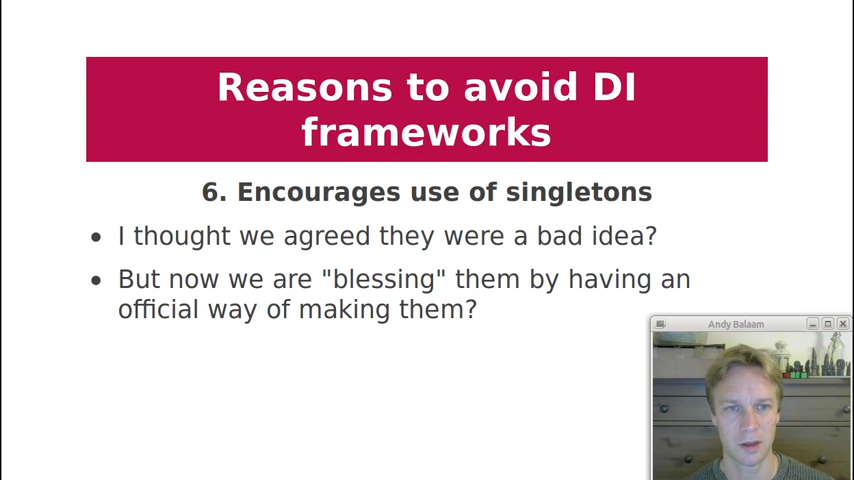 Reasons to avoid DI
frameworks
6. Encourages use of singletons
• I thought we agreed they were a bad idea?
• But now we are "blessing" them by having an
official way of making them?
Andy Balaam